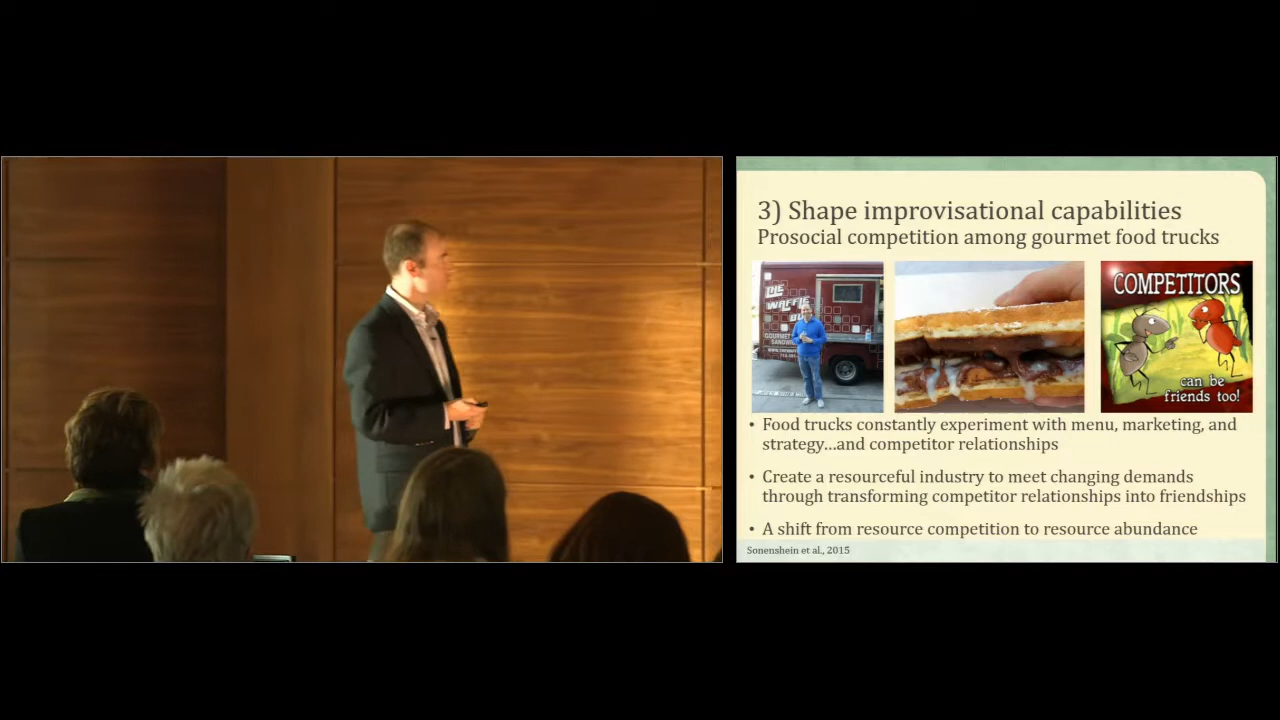 3) Shape improvisational capabilities
Prosocial competition among gourmet food trucks
THE
WAFFLE
COMPETITORS
can be
friends too!
• Food trucks constantly experiment with menu, marketing, and
strategy...and competitor relationships
• Create a resourceful industry to meet changing demands
through transforming competitor relationships into friendships
• A shift from resource competition to resource abundance
Sonenshein et al., 2015